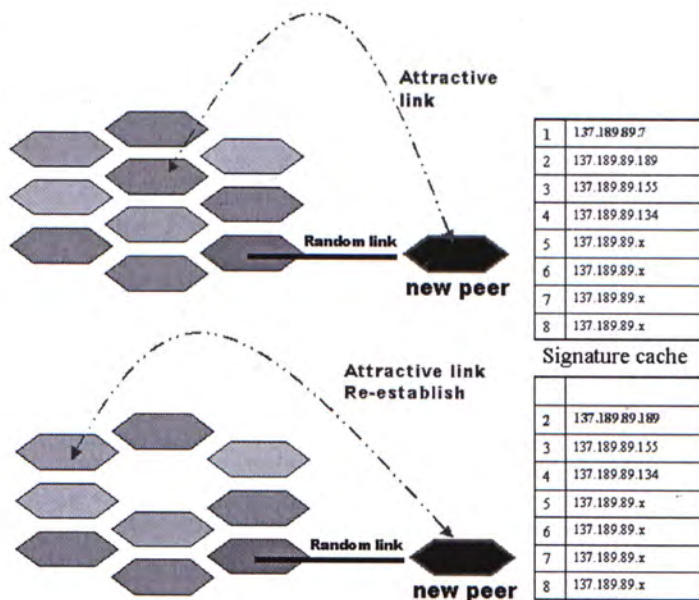 Attractive
link
1 137.189.89.7
2 137.189.89.189
3 137.189.89.155
4 137.189.89.134
5 137.189.89.x
6 137.189.89.x
7 137.189.89.x
8 137.189.89.x
Random link
new peer
Signature cache
Attractive link
Re-establish
2 137.189.89.189
3 137.189.89.155
4 137.189.89.134
5 137.189.89.x
6 137.189.89.x
7 137.189.89.x
8 137.189.89.x
Random link
new peer